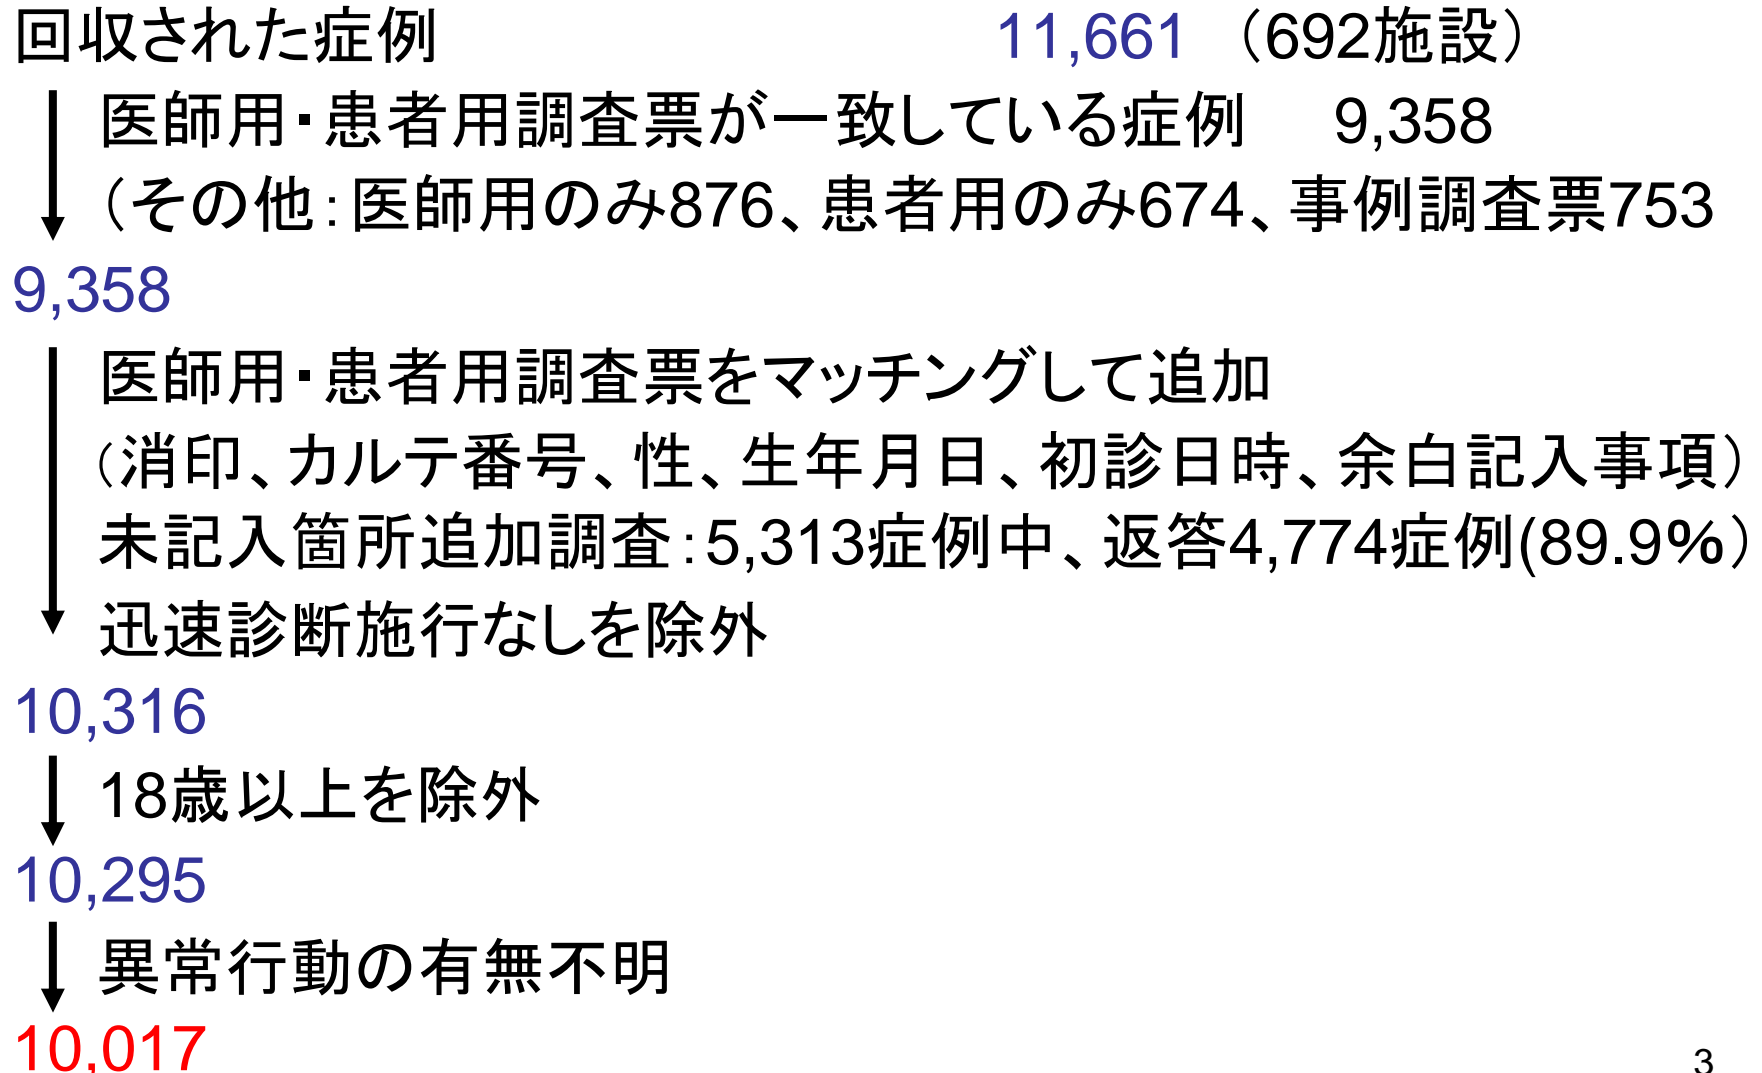 回収された症例 11,661 （692施設）
医師用・患者用調査票が一致している症例 9,358
（その他：医師用のみ876、患者用のみ674、事例調査票753
9,358
医師用・患者用調査票をマッチングして追加
（消印、カルテ番号、性、生年月日、初診日時、余白記入事項）
未記入箇所追加調査：5,313症例中、返答4,774症例(89.9%）
迅速診断施行なしを除外
10,316
18歳以上を除外
10,295
異常行動の有無不明
10,017
3